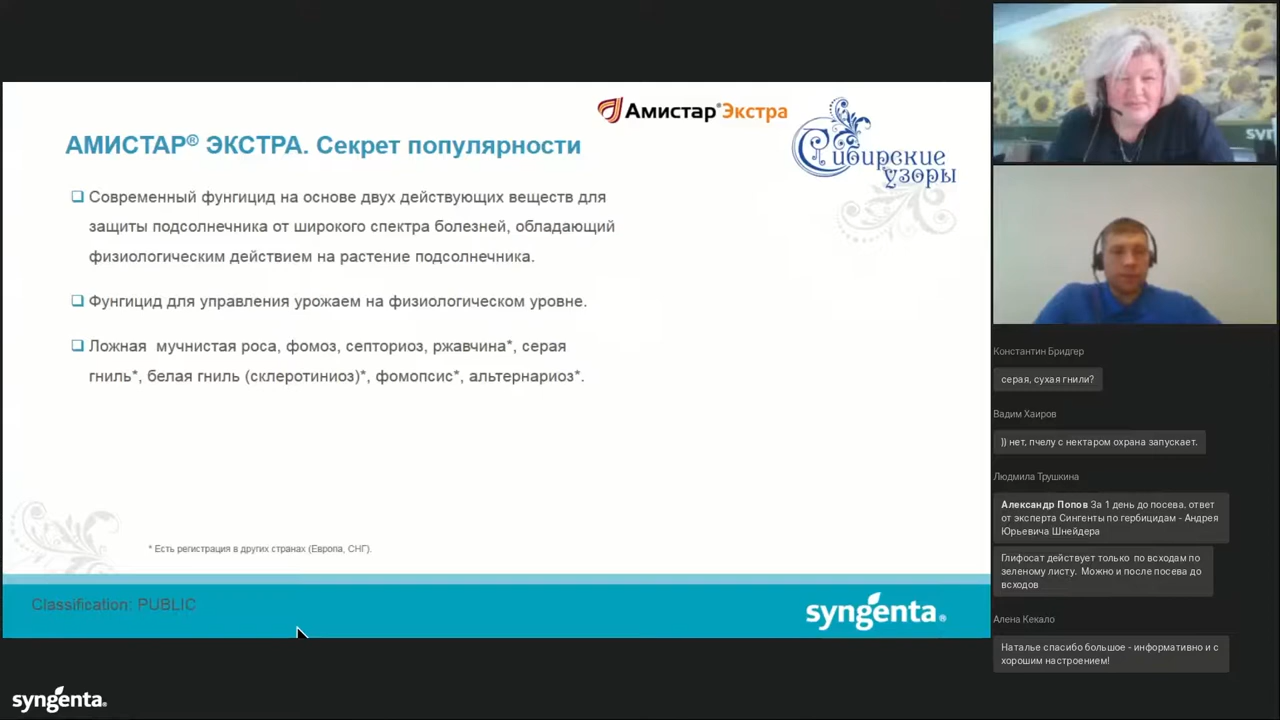 Амистар® Экстра
Сибирские
узоры
АМИСТАР® ЭКСТРА. Секрет популярности
Современный фунгицид на основе двух действующих веществ для
защиты подсолнечника от широкого спектра болезней, обладающий
физиологическим действием на растение подсолнечника.
Фунгицид для управления урожаем на физиологическом уровне.
Ложная мучнистая роса, фомоз, септориоз, ржавчина*, серая
гниль*, белая гниль (склеротиниоз)*, фомопсис*, альтернариоз*.
* Есть регистрация в других странах (Европа, СНГ).
Classification: PUBLIC
syngenta®
syngenta®
syn
Константин Бридгер
серая, сухая гнили?
Вадим Хаиров
)) нет, пчелу с нектаром охрана запускает.
Людмила Трушкина
Александр Попов За 1 день до посева, ответ
от эксперта Сингенты по гербицидам - Андрея
Юрьевича Шнейдера
Глифосат действует только по всходам по
зеленому листу. Можно и после посева до
всходов
Алена Кекало
Наталье спасибо большое - информативно и с
хорошим настроением!